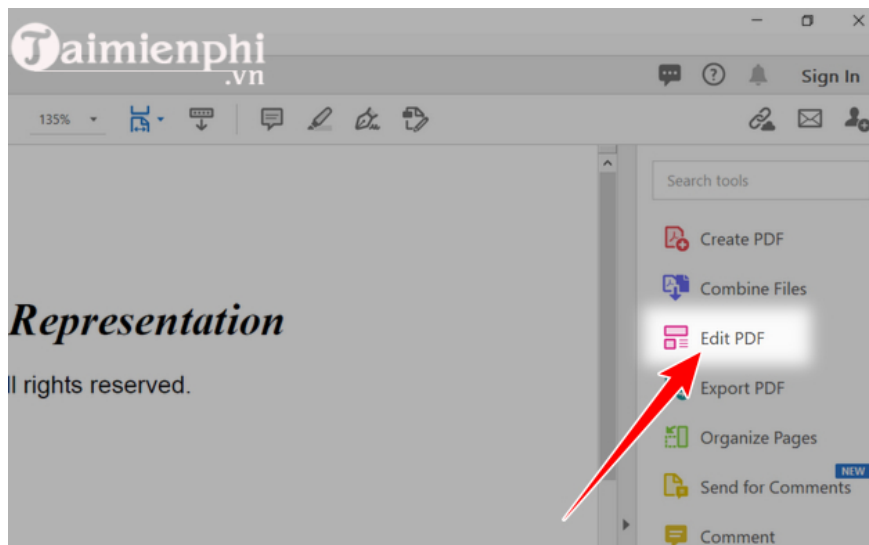 Taimienphi
.vn
Sign In
135%
Search tools
Create PDF
Combine Files
Representation
Edit PDF
ll rights reserved.
Export PDF
Organize Pages
NEW
Send for Comments
Comment